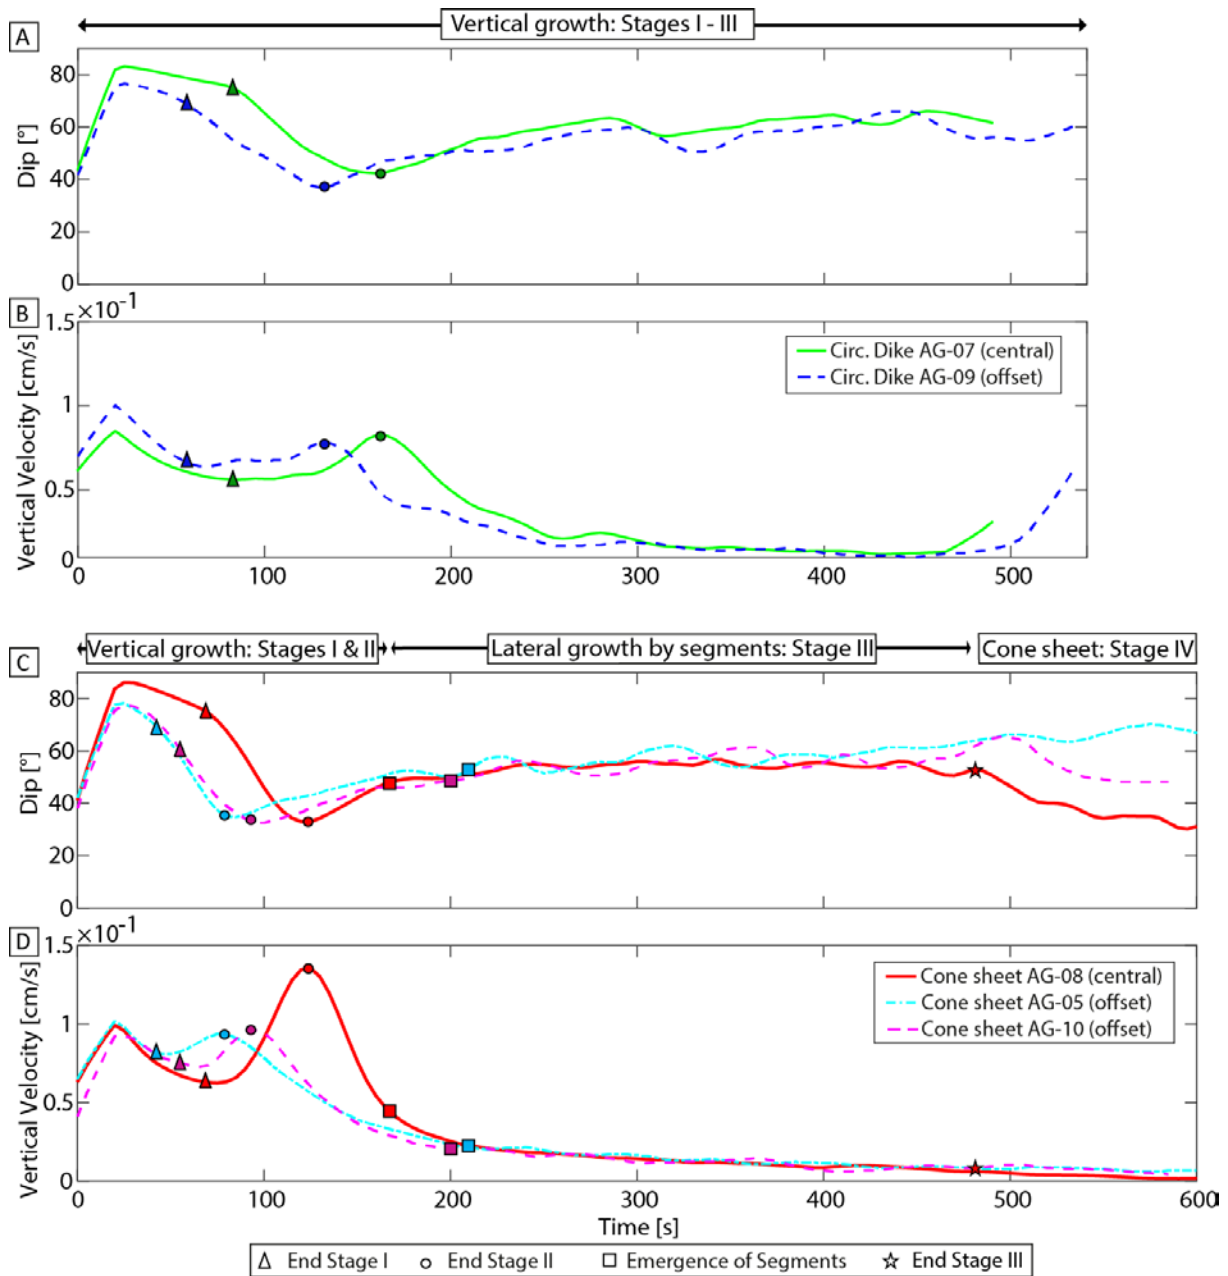 Vertical growth: Stages I - III
A
80
60
40
20
0
Dip [°]
B
×10⁻¹
1.5
1
0.5
0
Vertical Velocity [cm/s]
Circ. Dike AG-07 (central)
Circ. Dike AG-09 (offset)
0 100 200 300 400 500
Vertical growth: Stages I & II
Lateral growth by segments: Stage III
Cone sheet: Stage IV
C
80
60
40
20
0
Dip [°]
D
×10⁻¹
1.5
1
0.5
0
Vertical Velocity [cm/s]
Cone sheet AG-08 (central)
Cone sheet AG-05 (offset)
Cone sheet AG-10 (offset)
0 100 200 300 400 500 600
Time [s]
End Stage I
End Stage II
Emergence of Segments
End Stage III